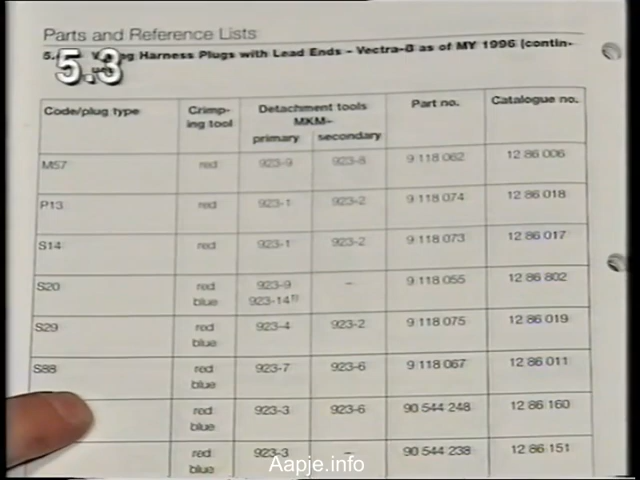 Parts and Reference Lists
5.3 Harness Plugs with Lead Ends – Vectra-B as of MY 1996 (contin-
Code/plug type Crimp- Detachment tools Part no. Catalogue no.
ing tool MKM–
primary secondary
M57 red 923-9 923-8 9 118 062 12 86 006
P13 red 923-1 923-2 9 118 074 12 86 018
S14 red 923-1 923-2 9 118 073 12 86 017
S20 red 923-9 – 9 118 055 12 86 802
blue 923-14¹⁾
S29 red 923-4 923-2 9 118 075 12 86 019
blue
S88 red 923-7 923-6 9 118 067 12 86 011
blue
red 923-3 923-6 90 544 248 12 86 160
blue
red 923-3 – 90 544 238 12 86 151
blue
Aapje.info